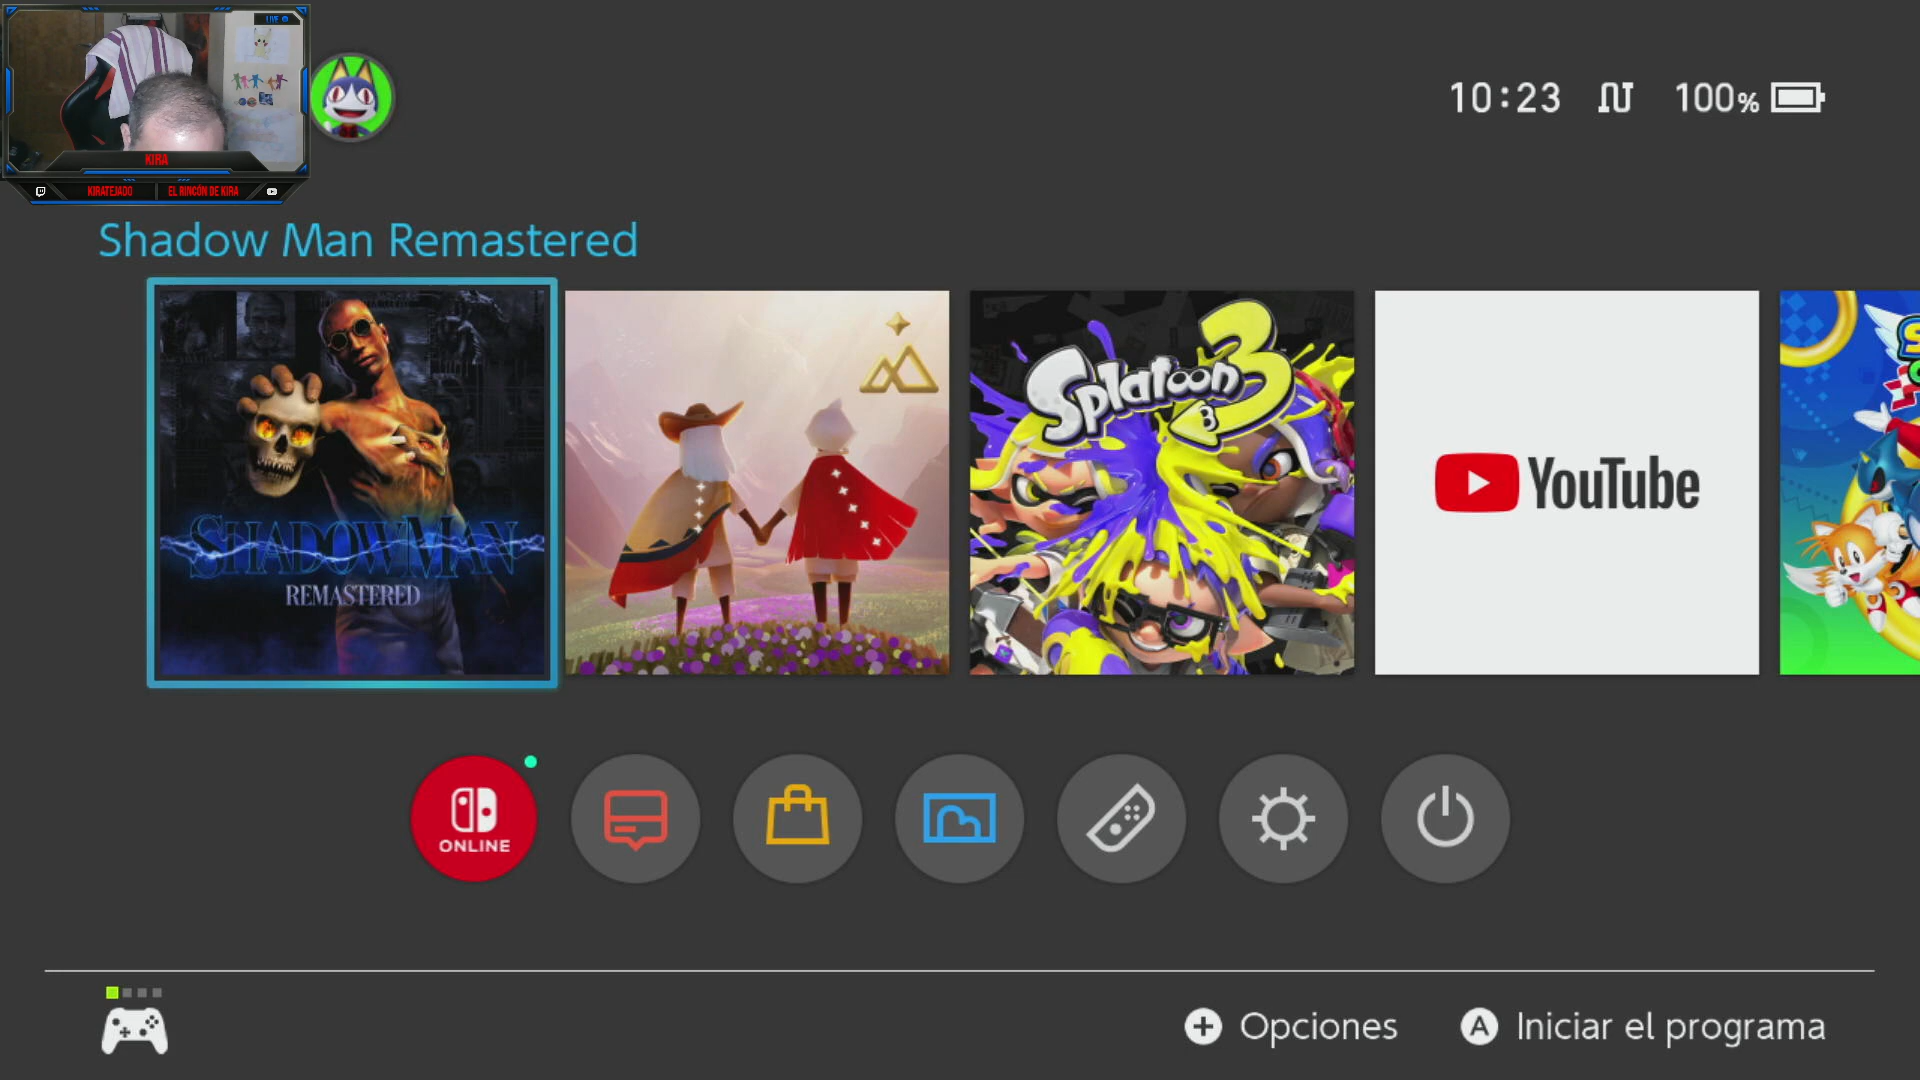 LIVE
KIRA
KIRATEJADO
EL RINCÓN DE KIRA
10:23
100%
Shadow Man Remastered
SHADOWMAN
REMASTERED
Splatoon 3
YouTube
ONLINE
+ Opciones
A Iniciar el programa